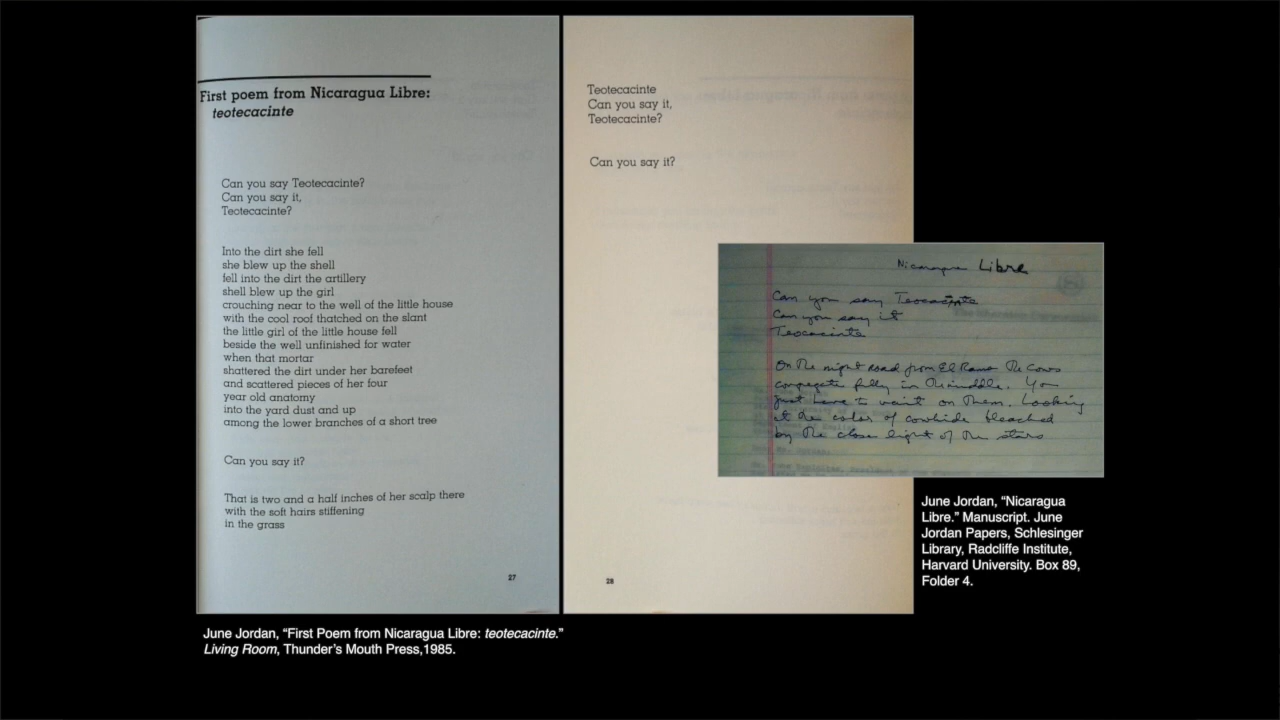 First poem from Nicaragua Libre:
teotecacinte
Can you say Teotecacinte?
Can you say it,
Teotecacinte?
Into the dirt she fell
she blew up the shell
fell into the dirt the artillery
shell blew up the girl
crouching near to the well of the little house
with the cool roof thatched on the slant
the little girl of the little house fell
beside the well unfinished for water
when that mortar
shattered the dirt under her barefeet
and scattered pieces of her four
year old anatomy
into the yard dust and up
among the lower branches of a short tree
Can you say it?
That is two and a half inches of her scalp there
with the soft hairs stiffening
in the grass
27
Teotecacinte
Can you say it,
Teotecacinte?
Can you say it?
28
Nicaragua Libre
Can you say Teocacinte
Can you say it
Teocacinte
On the night road from El Rama the cows
congregate fully in the middle. You
just have to wait on them. Looking
at the color of cowhide bleached
by the close light of the stars
June Jordan, “Nicaragua
Libre.” Manuscript. June
Jordan Papers, Schlesinger
Library, Radcliffe Institute,
Harvard University. Box 89,
Folder 4.
June Jordan, “First Poem from Nicaragua Libre: teotecacinte.”
Living Room, Thunder’s Mouth Press,1985.